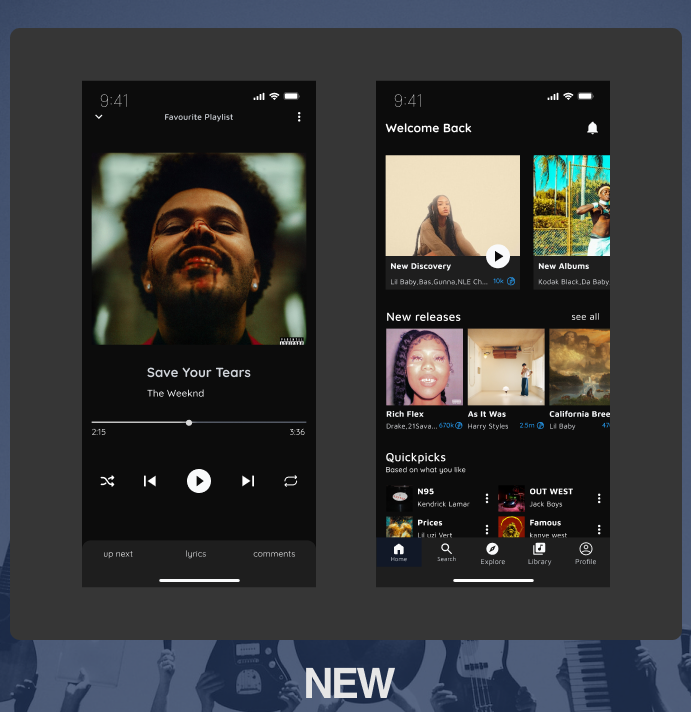 9:41
Favourite Playlist
Save Your Tears
The Weeknd
2:15 3:36
up next lyrics comments
9:41
Welcome Back
New Discovery
Lil Baby,Bas,Gunna,NLE Ch... 10k
New Albums
Kodak Black,Da Baby
New releases see all
Rich Flex
Drake,21Sava... 670k
As It Was
Harry Styles 2.5m
California Bree
Lil Baby 47
Quickpicks
Based on what you like
N95
Kendrick Lamar
OUT WEST
Jack Boys
Prices
Lil uzi Vert
Famous
kanye west
Home Search Explore Library Profile
NEW